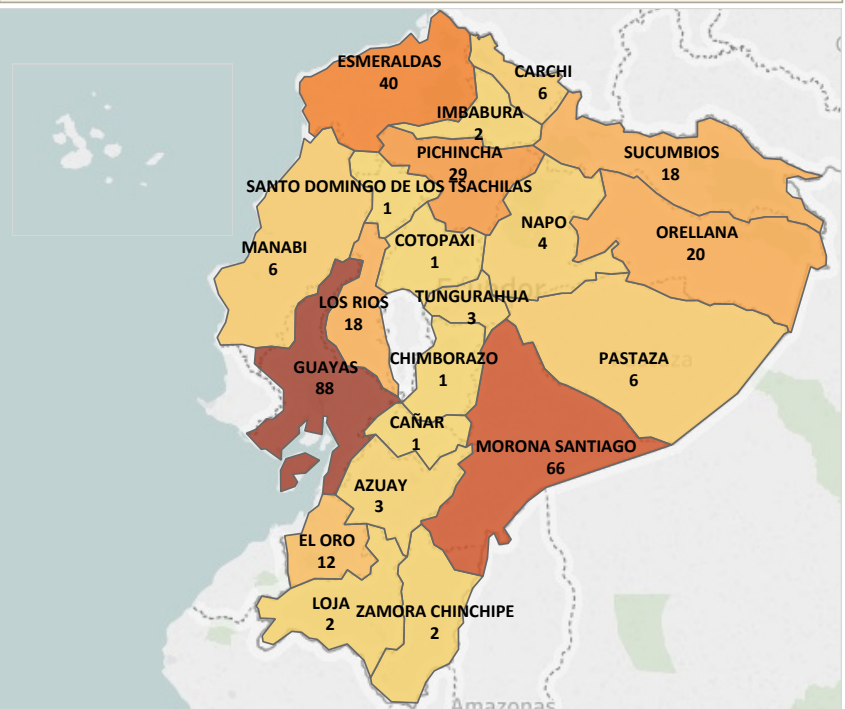 ESMERALDAS
40
CARCHI
6
IMBABURA
2
PICHINCHA
29
SUCUMBIOS
18
SANTO DOMINGO DE LOS TSACHILAS
1
NAPO
4
ORELLANA
20
MANABI
6
COTOPAXI
1
TUNGURAHUA
3
LOS RIOS
18
CHIMBORAZO
1
PASTAZA
6
GUAYAS
88
CAÑAR
1
MORONA SANTIAGO
66
AZUAY
3
EL ORO
12
LOJA
2
ZAMORA CHINCHIPE
2
Amazonas